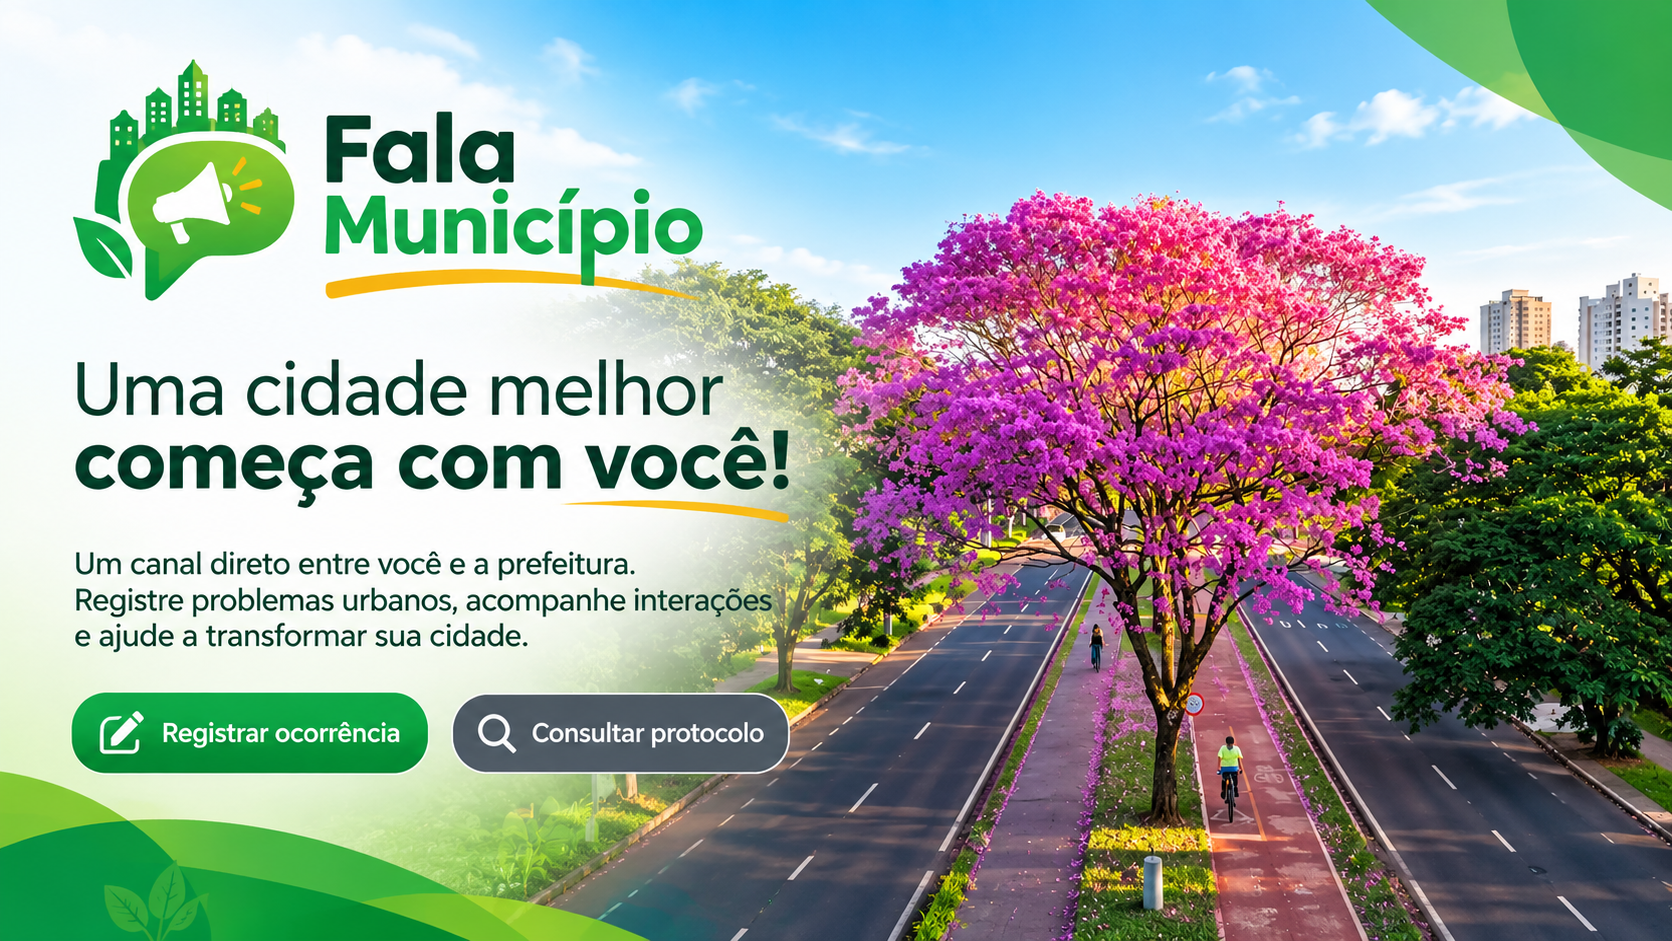 Fala
Município
Uma cidade melhor
começa com você!
Um canal direto entre você e a prefeitura.
Registre problemas urbanos, acompanhe interações
e ajude a transformar sua cidade.
Registrar ocorrência
Consultar protocolo